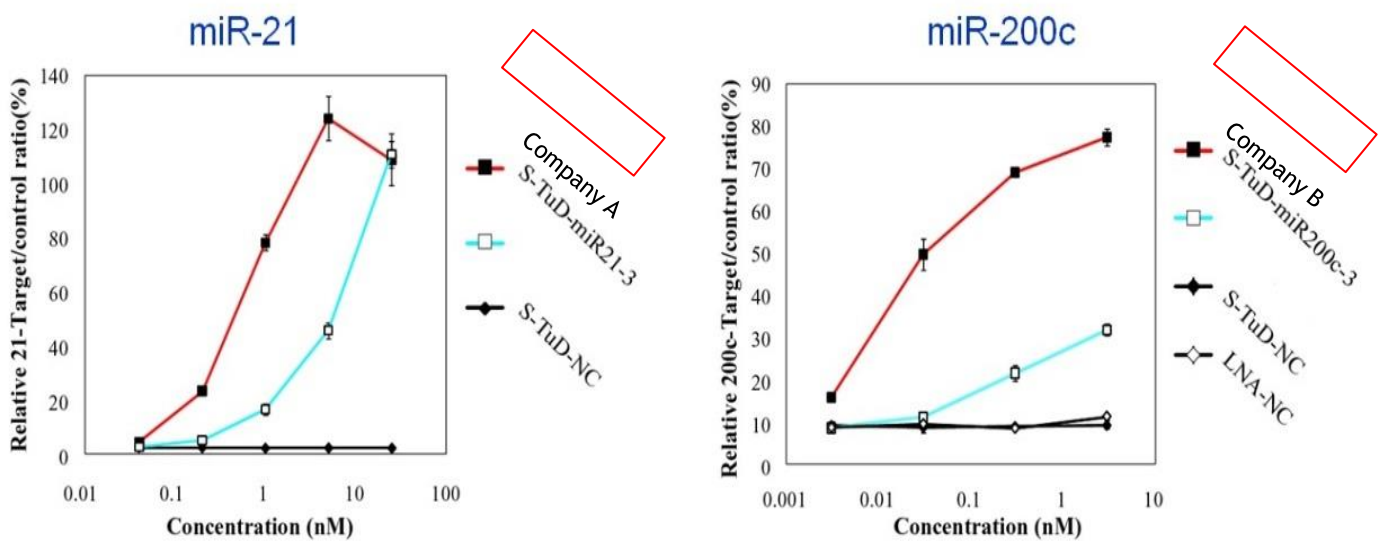 miR-21
Relative 21-Target/control ratio(%)
140
120
100
80
60
40
20
0
0.01
0.1
1
10
100
Concentration (nM)
S-TuD-miR21-3
Company A
S-TuD-NC
miR-200c
Relative 200c-Target/control ratio(%)
90
80
70
60
50
40
30
20
10
0
0.001
0.01
0.1
1
10
Concentration (nM)
S-TuD-miR200c-3
Company B
S-TuD-NC
LNA-NC